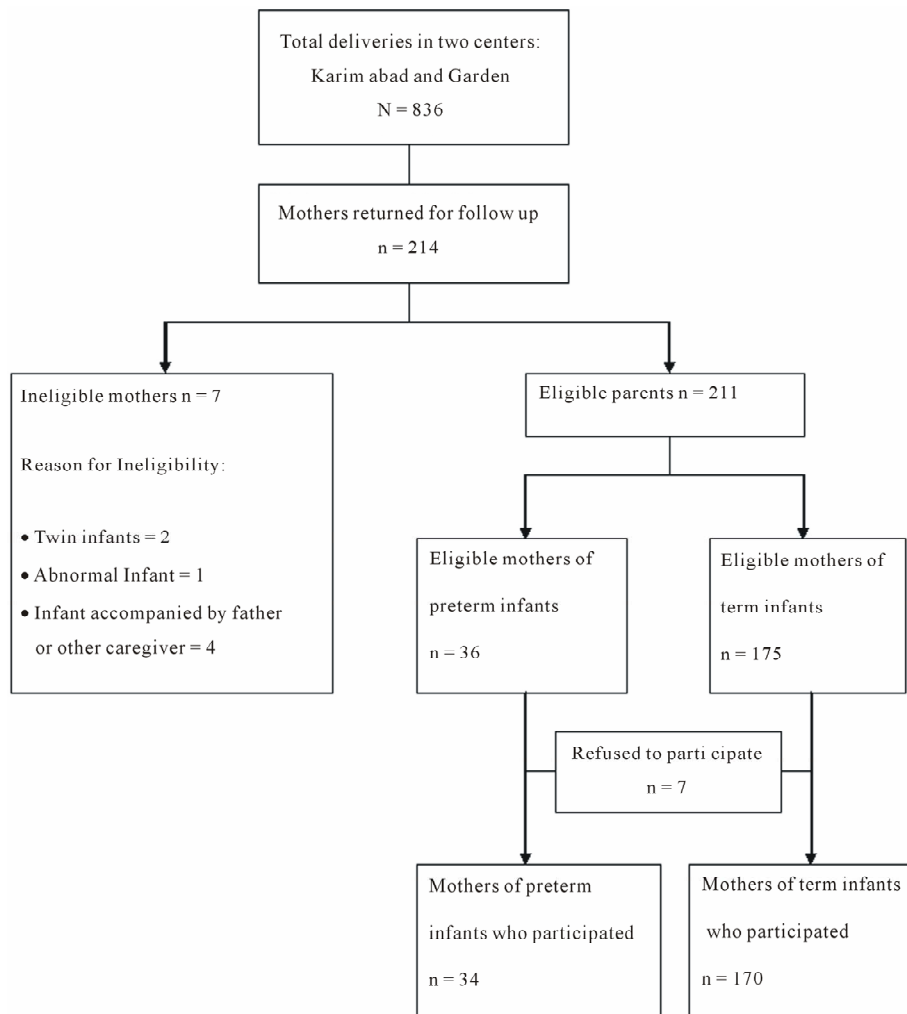 Total deliveries in two centers:
Karim abad and Garden
N = 836
Mothers returned for follow up
n = 214
Ineligible mothers n = 7
Reason for Ineligibility:
• Twin infants = 2
• Abnormal Infant = 1
• Infant accompanied by father
or other caregiver = 4
Eligible parents n = 211
Eligible mothers of
preterm infants
n = 36
Eligible mothers of
term infants
n = 175
Refused to parti cipate
n = 7
Mothers of preterm
infants who participated
n = 34
Mothers of term infants
who participated
n = 170